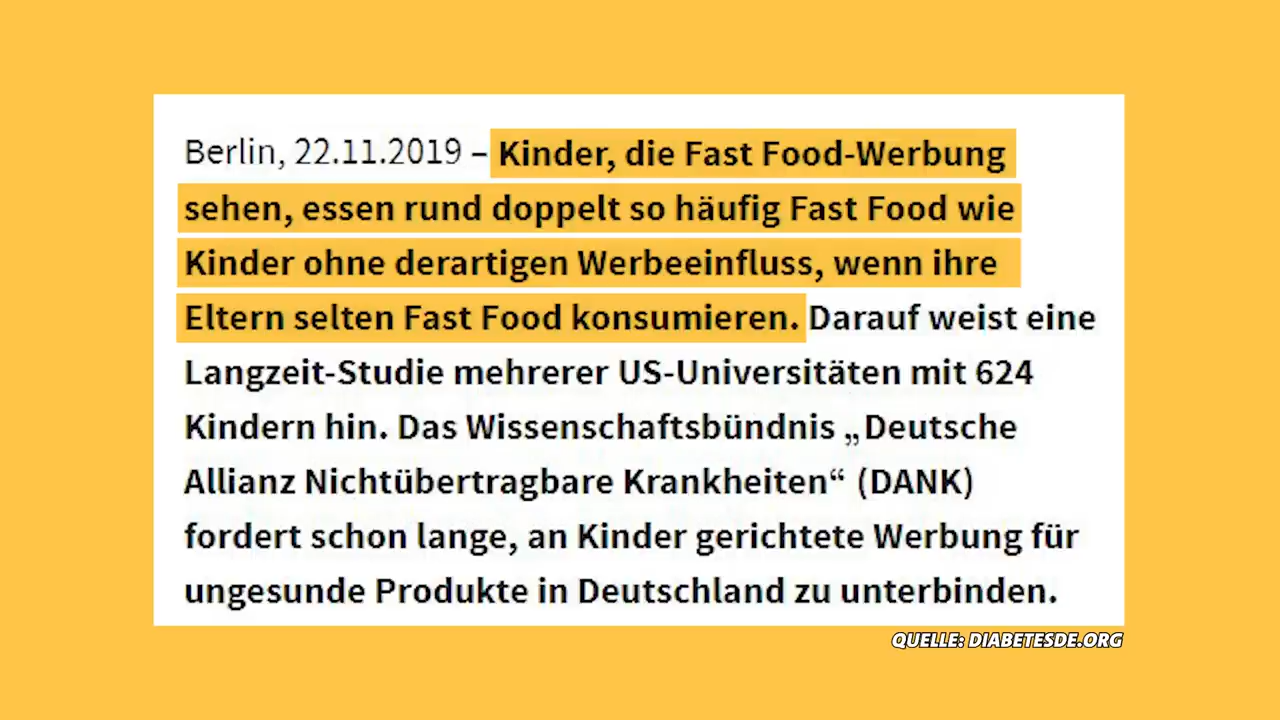 Berlin, 22.11.2019 – Kinder, die Fast Food-Werbung
sehen, essen rund doppelt so häufig Fast Food wie
Kinder ohne derartigen Werbeeinfluss, wenn ihre
Eltern selten Fast Food konsumieren. Darauf weist eine
Langzeit-Studie mehrerer US-Universitäten mit 624
Kindern hin. Das Wissenschaftsbündnis „Deutsche
Allianz Nichtübertragbare Krankheiten“ (DANK)
fordert schon lange, an Kinder gerichtete Werbung für
ungesunde Produkte in Deutschland zu unterbinden.
QUELLE: DIABETESDE.ORG